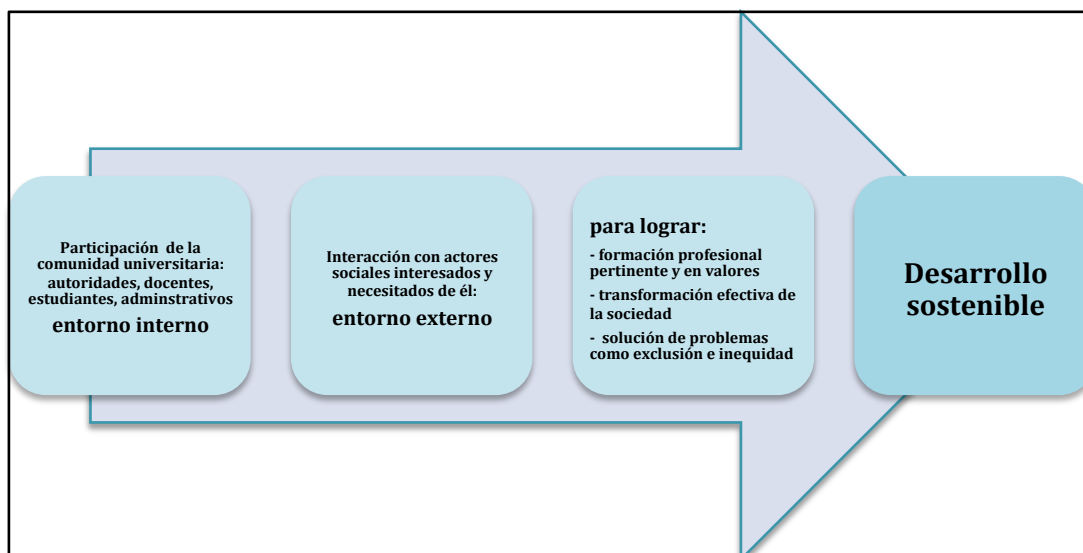 Participación de la
comunidad universitaria:
autoridades, docentes,
estudiantes, adminstrativos
entorno interno
Interacción con actores
sociales interesados y
necesitados de él:
entorno externo
para lograr:
- formación profesional
pertinente y en valores
- transformación efectiva de
la sociedad
- solución de problemas
como exclusión e inequidad
Desarrollo
sostenible